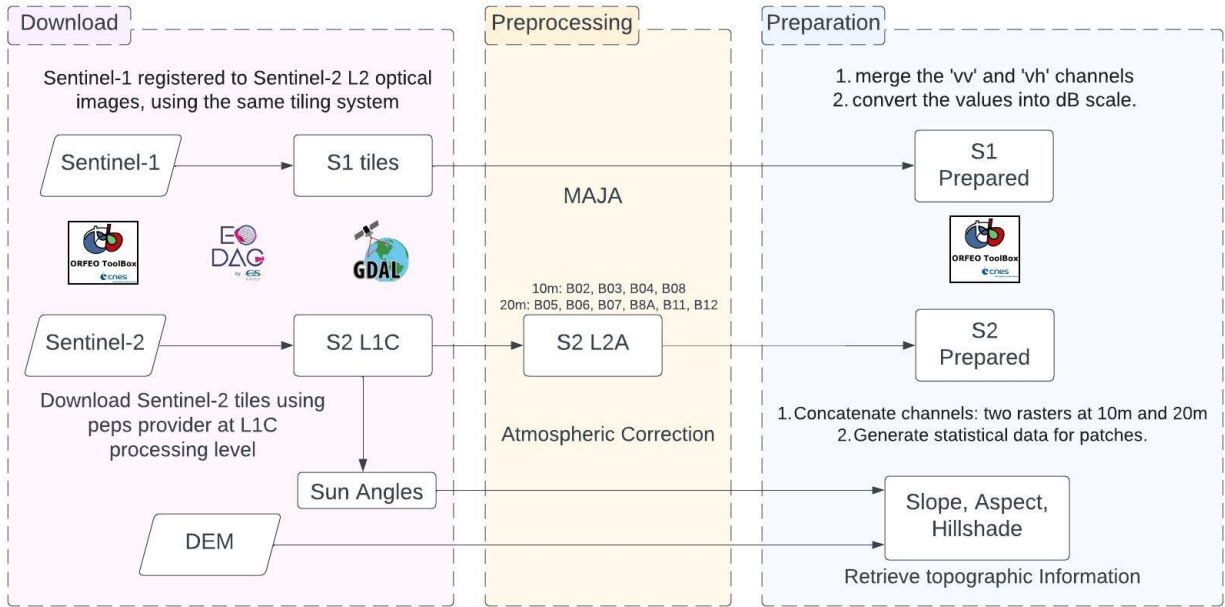 Download
Preprocessing
Preparation
Sentinel-1 registered to Sentinel-2 L2 optical
images, using the same tiling system
1. merge the 'vv' and 'vh' channels
2. convert the values into dB scale.
Sentinel-1
S1 tiles
S1
Prepared
MAJA
ORFEO ToolBox
cnes
EO
DAG
by CS
GROUP
GDAL
ORFEO ToolBox
cnes
10m: B02, B03, B04, B08
20m: B05, B06, B07, B8A, B11, B12
Sentinel-2
S2 L1C
S2 L2A
S2
Prepared
Download Sentinel-2 tiles using
peps provider at L1C
processing level
Atmospheric Correction
1. Concatenate channels: two rasters at 10m and 20m
2. Generate statistical data for patches.
Sun Angles
DEM
Slope, Aspect,
Hillshade
Retrieve topographic Information